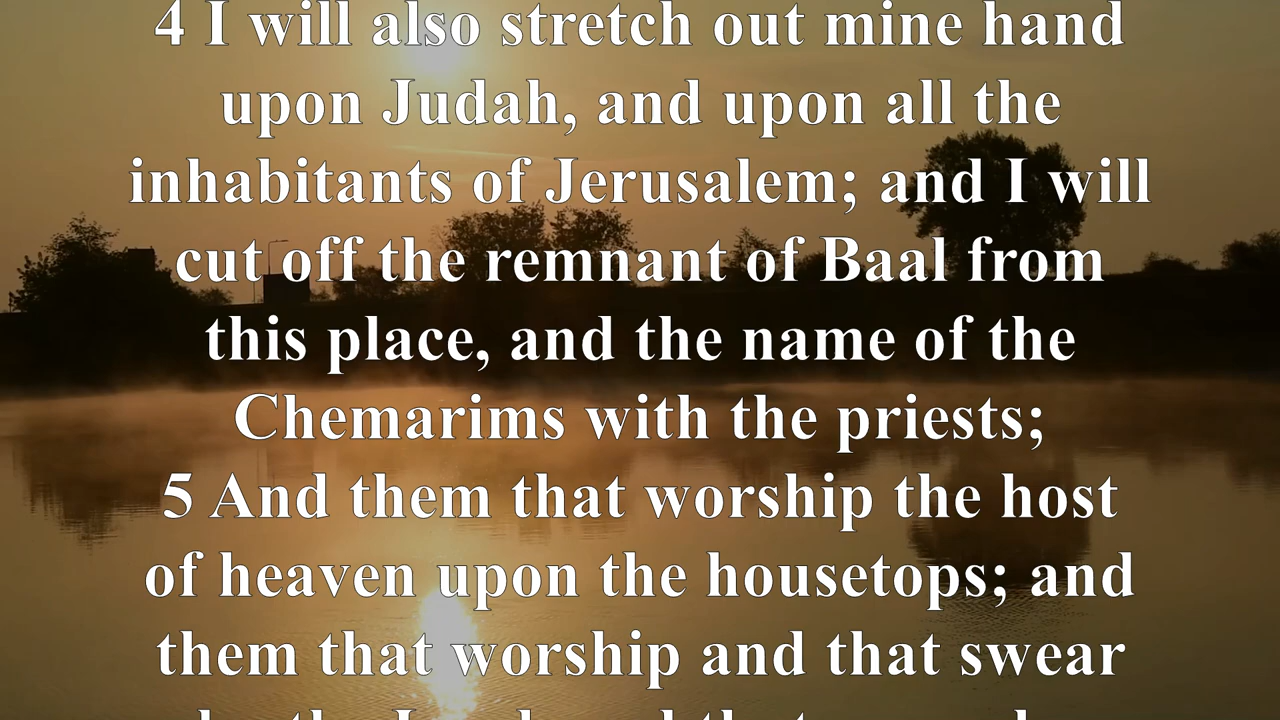 4 I will also stretch out mine hand
upon Judah, and upon all the
inhabitants of Jerusalem; and I will
cut off the remnant of Baal from
this place, and the name of the
Chemarims with the priests;
5 And them that worship the host
of heaven upon the housetops; and
them that worship and that swear